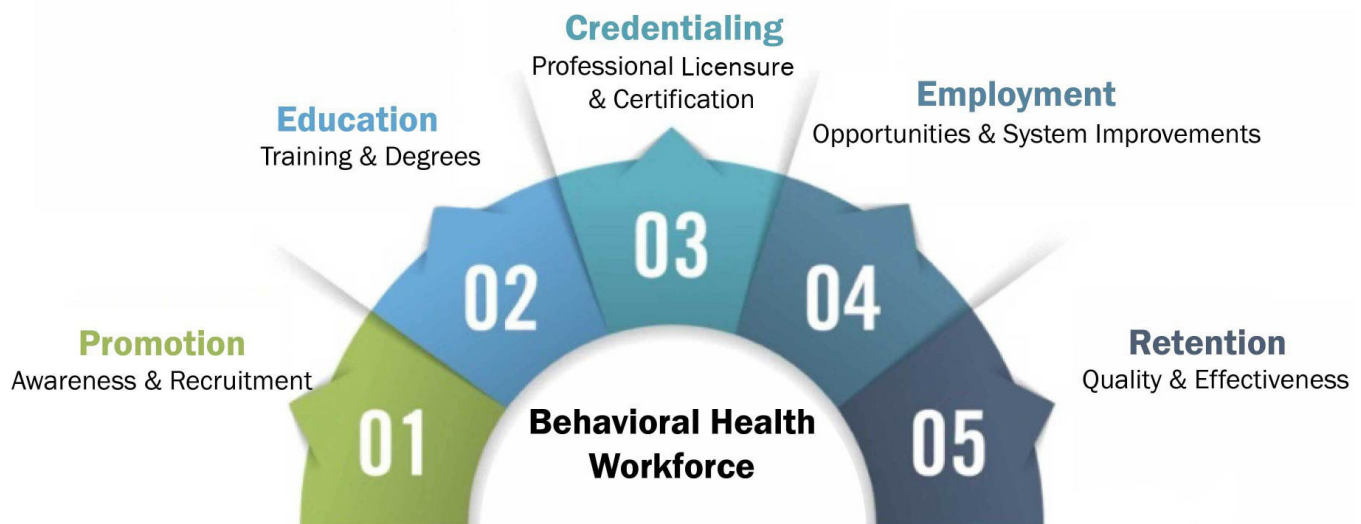 Credentialing
Professional Licensure
& Certification
Education
Training & Degrees
Employment
Opportunities & System Improvements
Promotion
Awareness & Recruitment
Retention
Quality & Effectiveness
01
02
03
04
05
Behavioral Health
Workforce